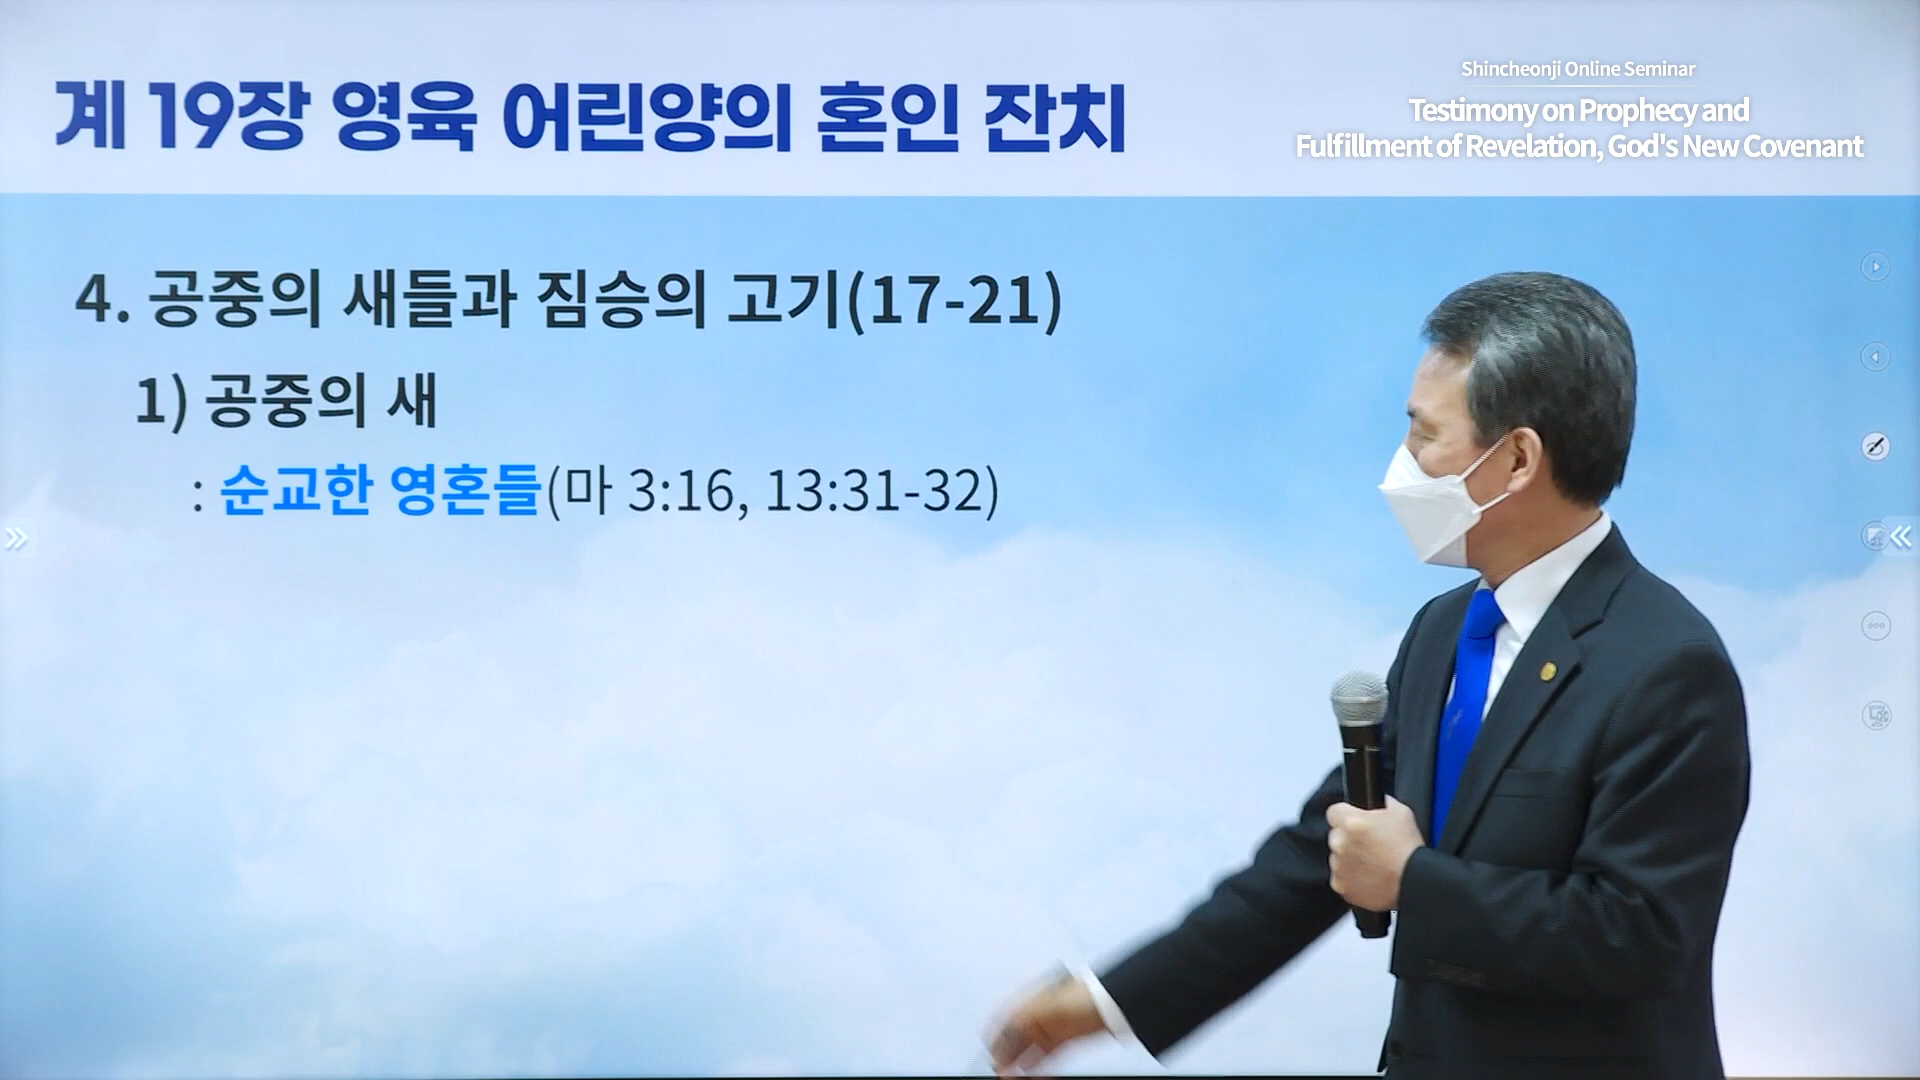 계 19장 영육 어린양의 혼인 잔치
Shincheonji Online Seminar
Testimony on Prophecy and
Fulfillment of Revelation, God's New Covenant
4. 공중의 새들과 짐승의 고기(17-21)
1) 공중의 새
: 순교한 영혼들(마 3:16, 13:31-32)